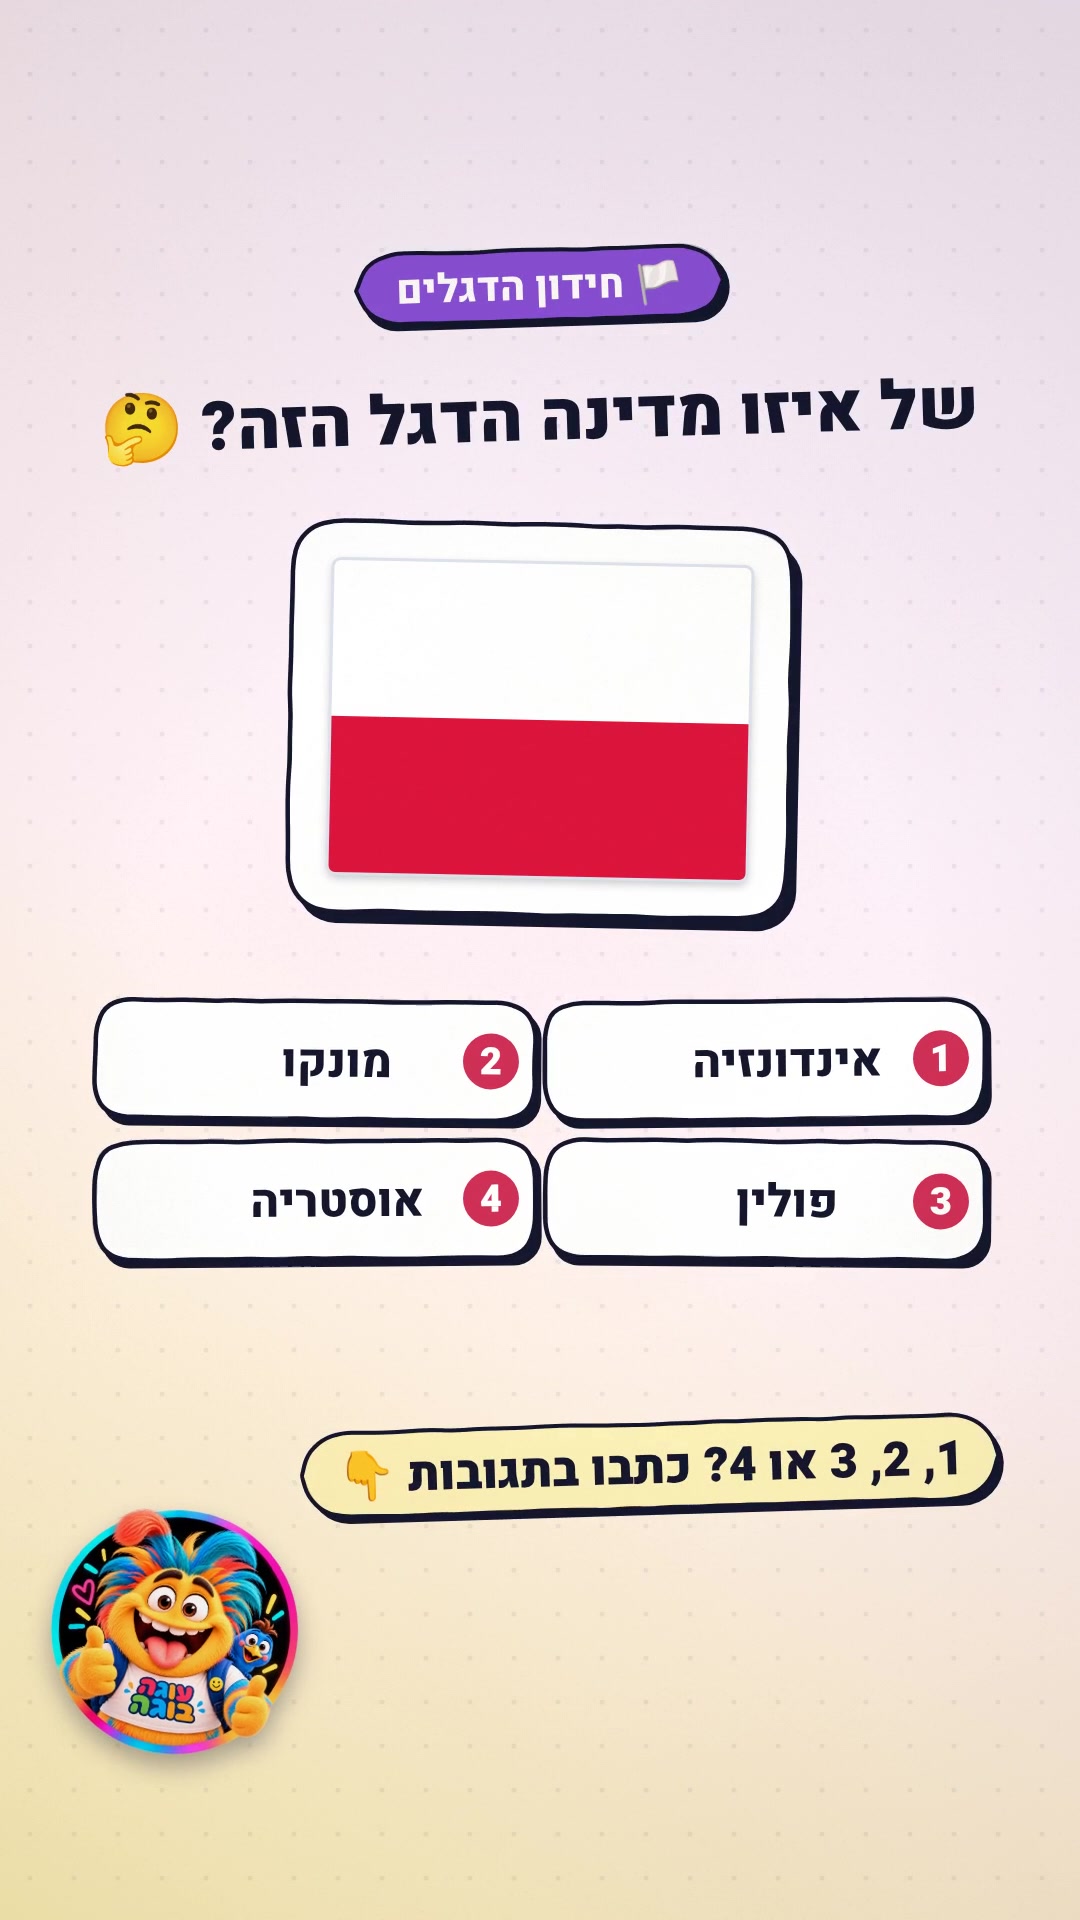 חידון הדגלים
של איזו מדינה הדגל הזה?
1 אינדונזיה
2 מונקו
3 פולין
4 אוסטריה
1, 2, 3 או 4? כתבו בתגובות
עוגה
בוגה